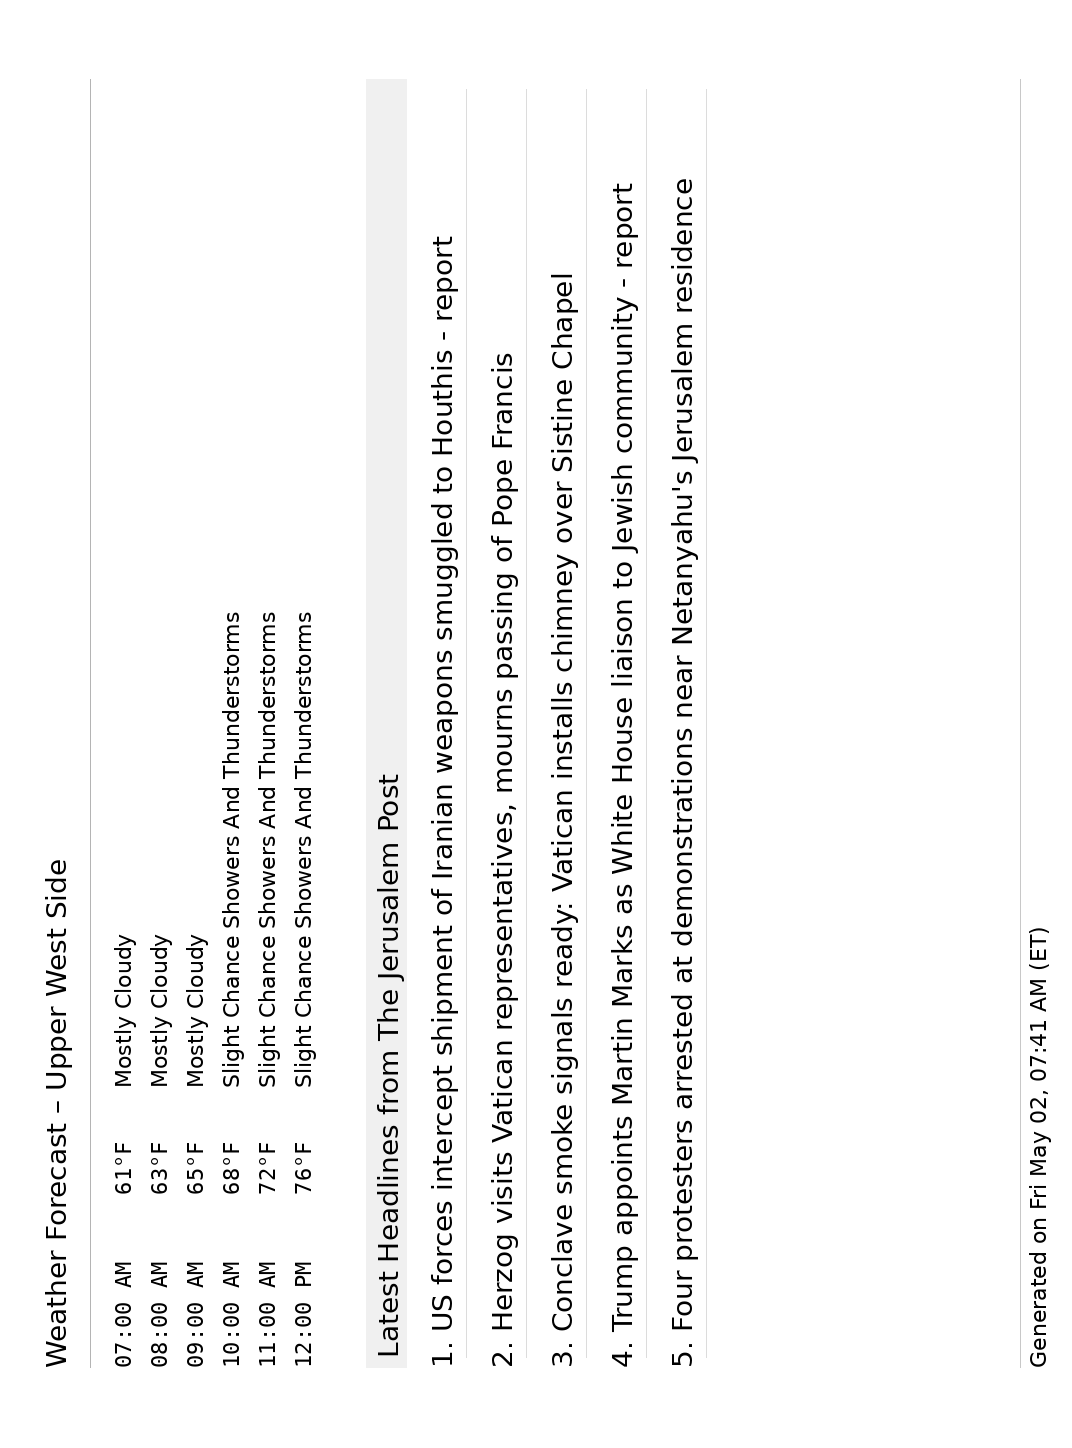 Weather Forecast – Upper West Side
07:00 AM 61°F Mostly Cloudy
08:00 AM 63°F Mostly Cloudy
09:00 AM 65°F Mostly Cloudy
10:00 AM 68°F Slight Chance Showers And Thunderstorms
11:00 AM 72°F Slight Chance Showers And Thunderstorms
12:00 PM 76°F Slight Chance Showers And Thunderstorms
Latest Headlines from The Jerusalem Post
1. US forces intercept shipment of Iranian weapons smuggled to Houthis - report
2. Herzog visits Vatican representatives, mourns passing of Pope Francis
3. Conclave smoke signals ready: Vatican installs chimney over Sistine Chapel
4. Trump appoints Martin Marks as White House liaison to Jewish community - report
5. Four protesters arrested at demonstrations near Netanyahu's Jerusalem residence
Generated on Fri May 02, 07:41 AM (ET)